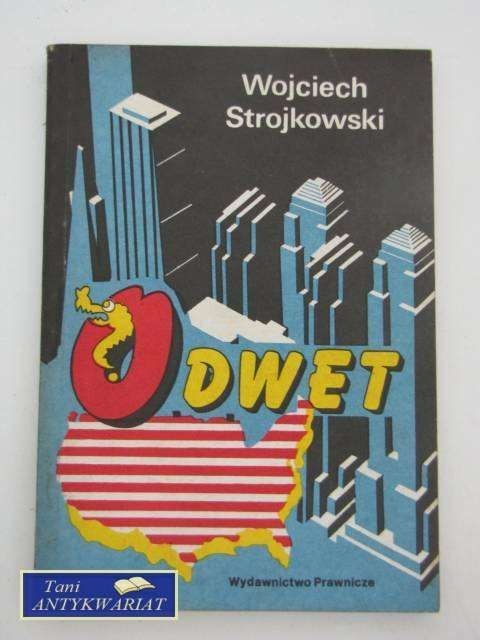 Wojciech
Strojkowski
ODWET
Wydawnictwo Prawnicze
Tani
ANTYKWARIAT